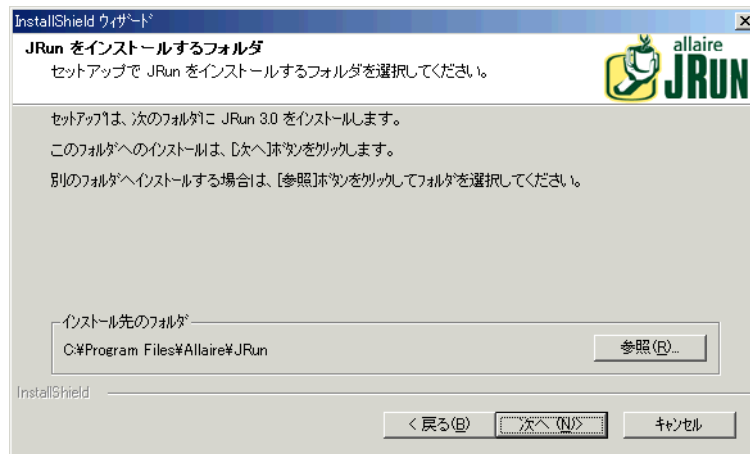 InstallShield ウィザード
JRun をインストールするフォルダ
セットアップで JRun をインストールするフォルダを選択してください。
allaire
JRUN
セットアップは、次のフォルダに JRun 3.0 をインストールします。
このフォルダへのインストールは、[次へ]ボタンをクリックします。
別のフォルダへインストールする場合は、[参照]ボタンをクリックしてフォルダを選択してください。
インストール先のフォルダ
C:¥Program Files¥Allaire¥JRun
参照(R)...
InstallShield
< 戻る(B)
次へ (N)>
キャンセル